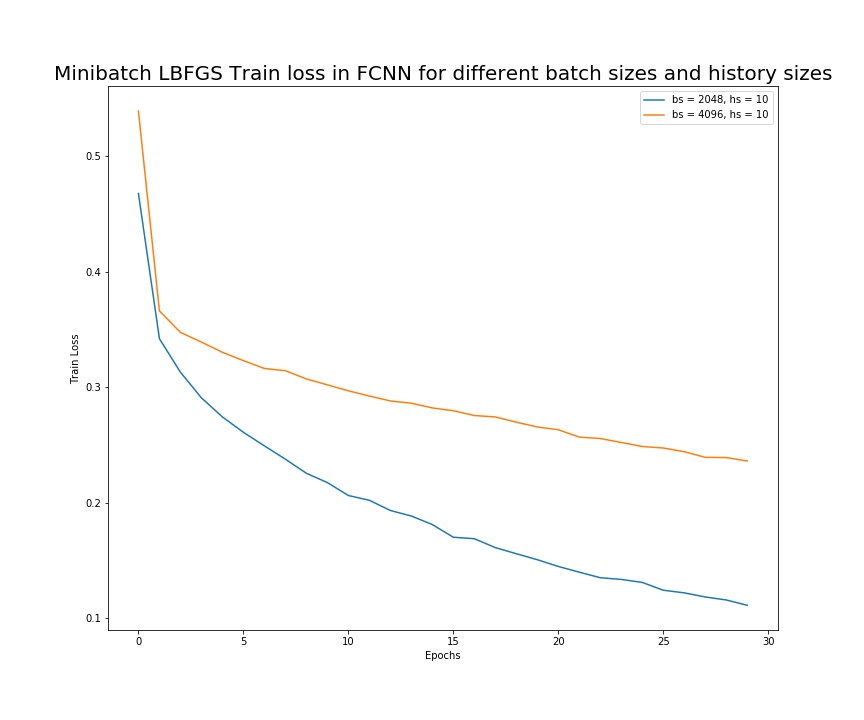 Minibatch LBFGS Train loss in FCNN for different batch sizes and history sizes
bs = 2048, hs = 10
bs = 4096, hs = 10
0.5
0.4
0.3
0.2
0.1
Train Loss
0 5 10 15 20 25 30
Epochs